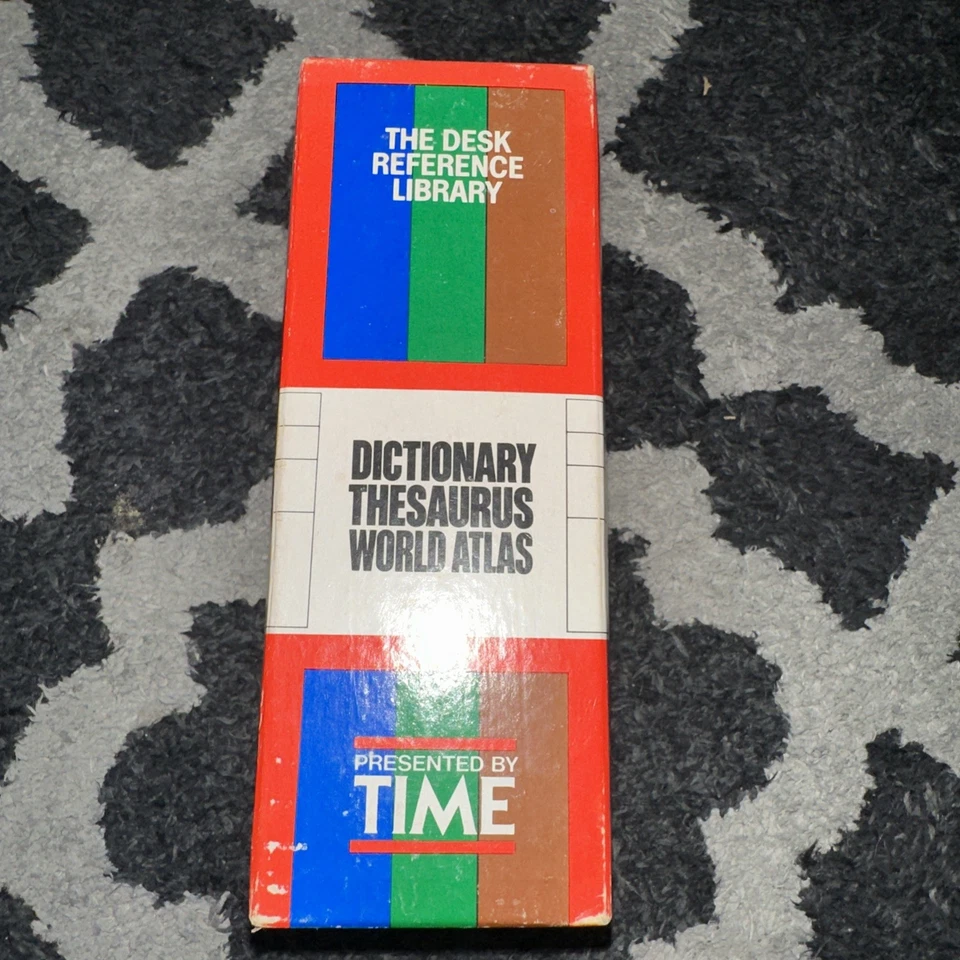 THE DESK
REFERENCE
LIBRARY
DICTIONARY
THESAURUS
WORLD ATLAS
PRESENTED BY
TIME